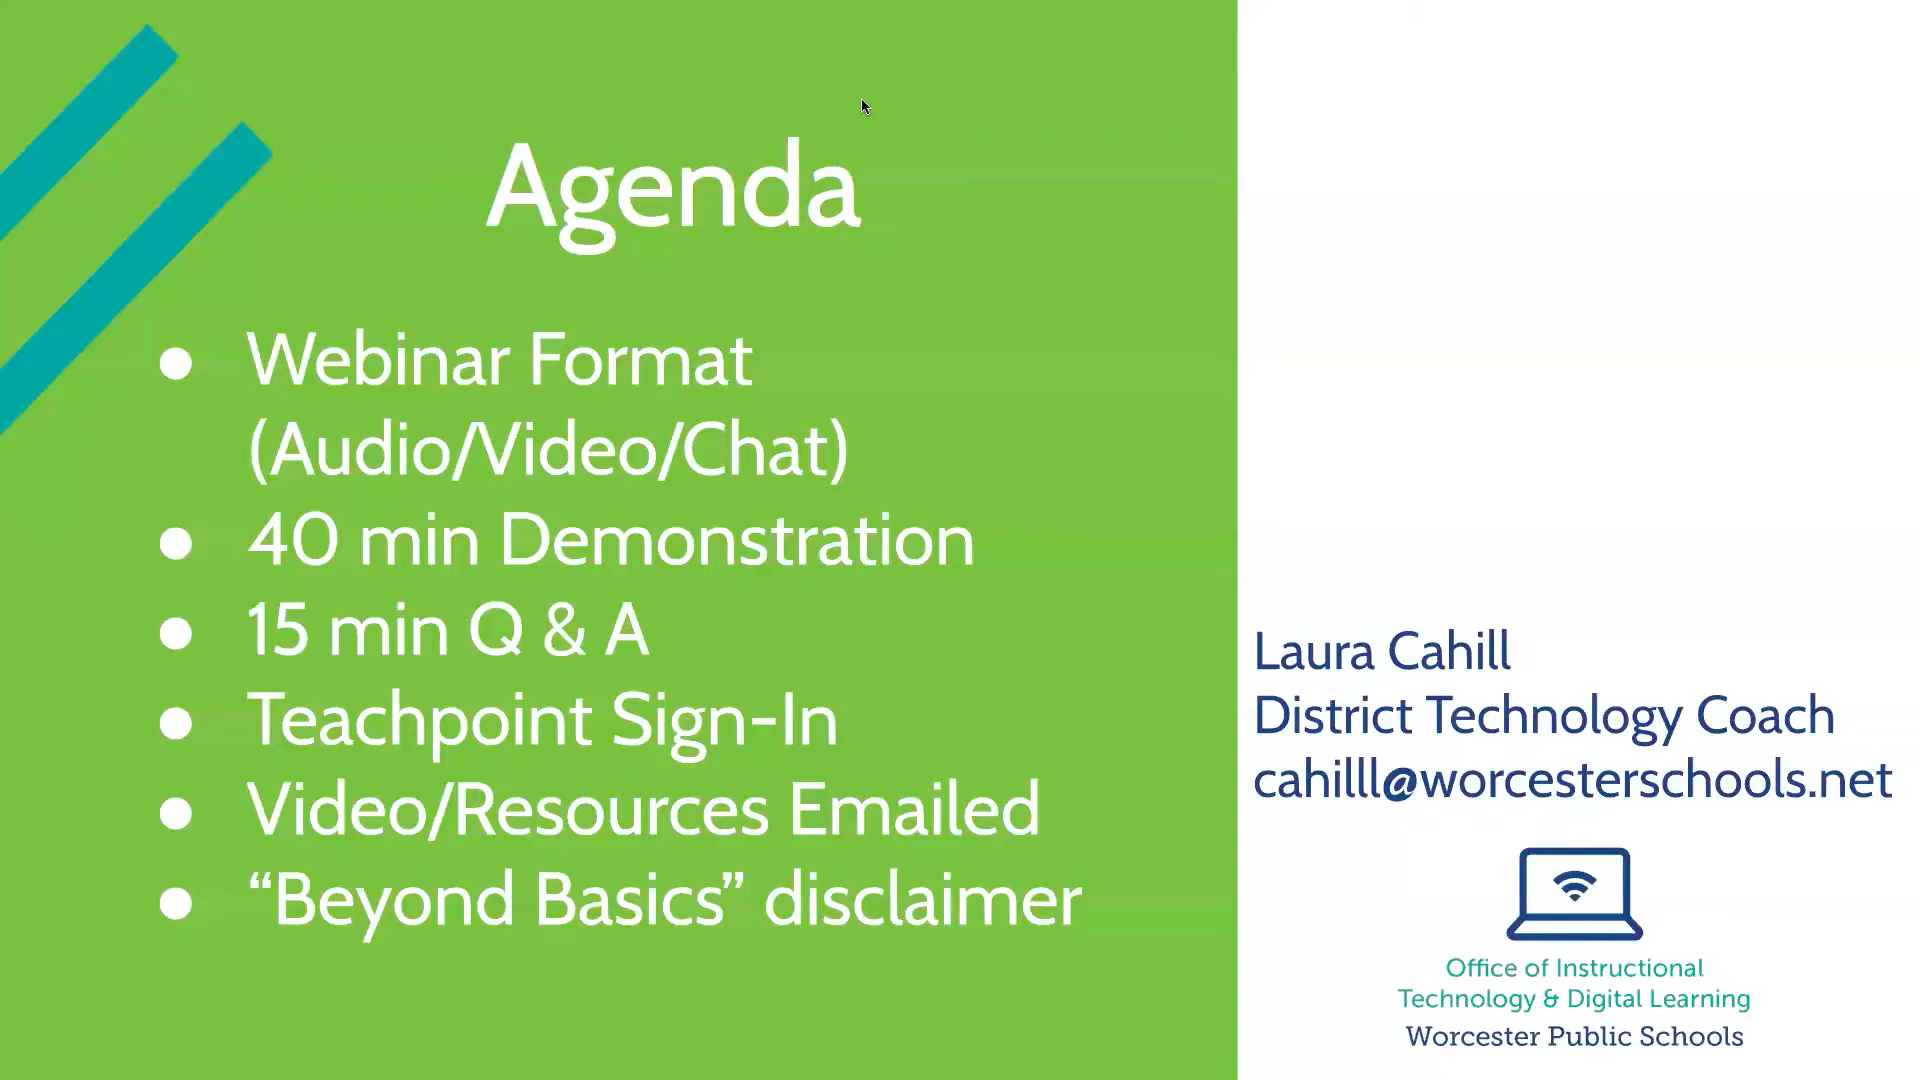 Agenda
● Webinar Format
(Audio/Video/Chat)
● 40 min Demonstration
● 15 min Q & A
● Teachpoint Sign-In
● Video/Resources Emailed
● “Beyond Basics” disclaimer
Laura Cahill
District Technology Coach
cahilll@worcesterschools.net
Office of Instructional
Technology & Digital Learning
Worcester Public Schools